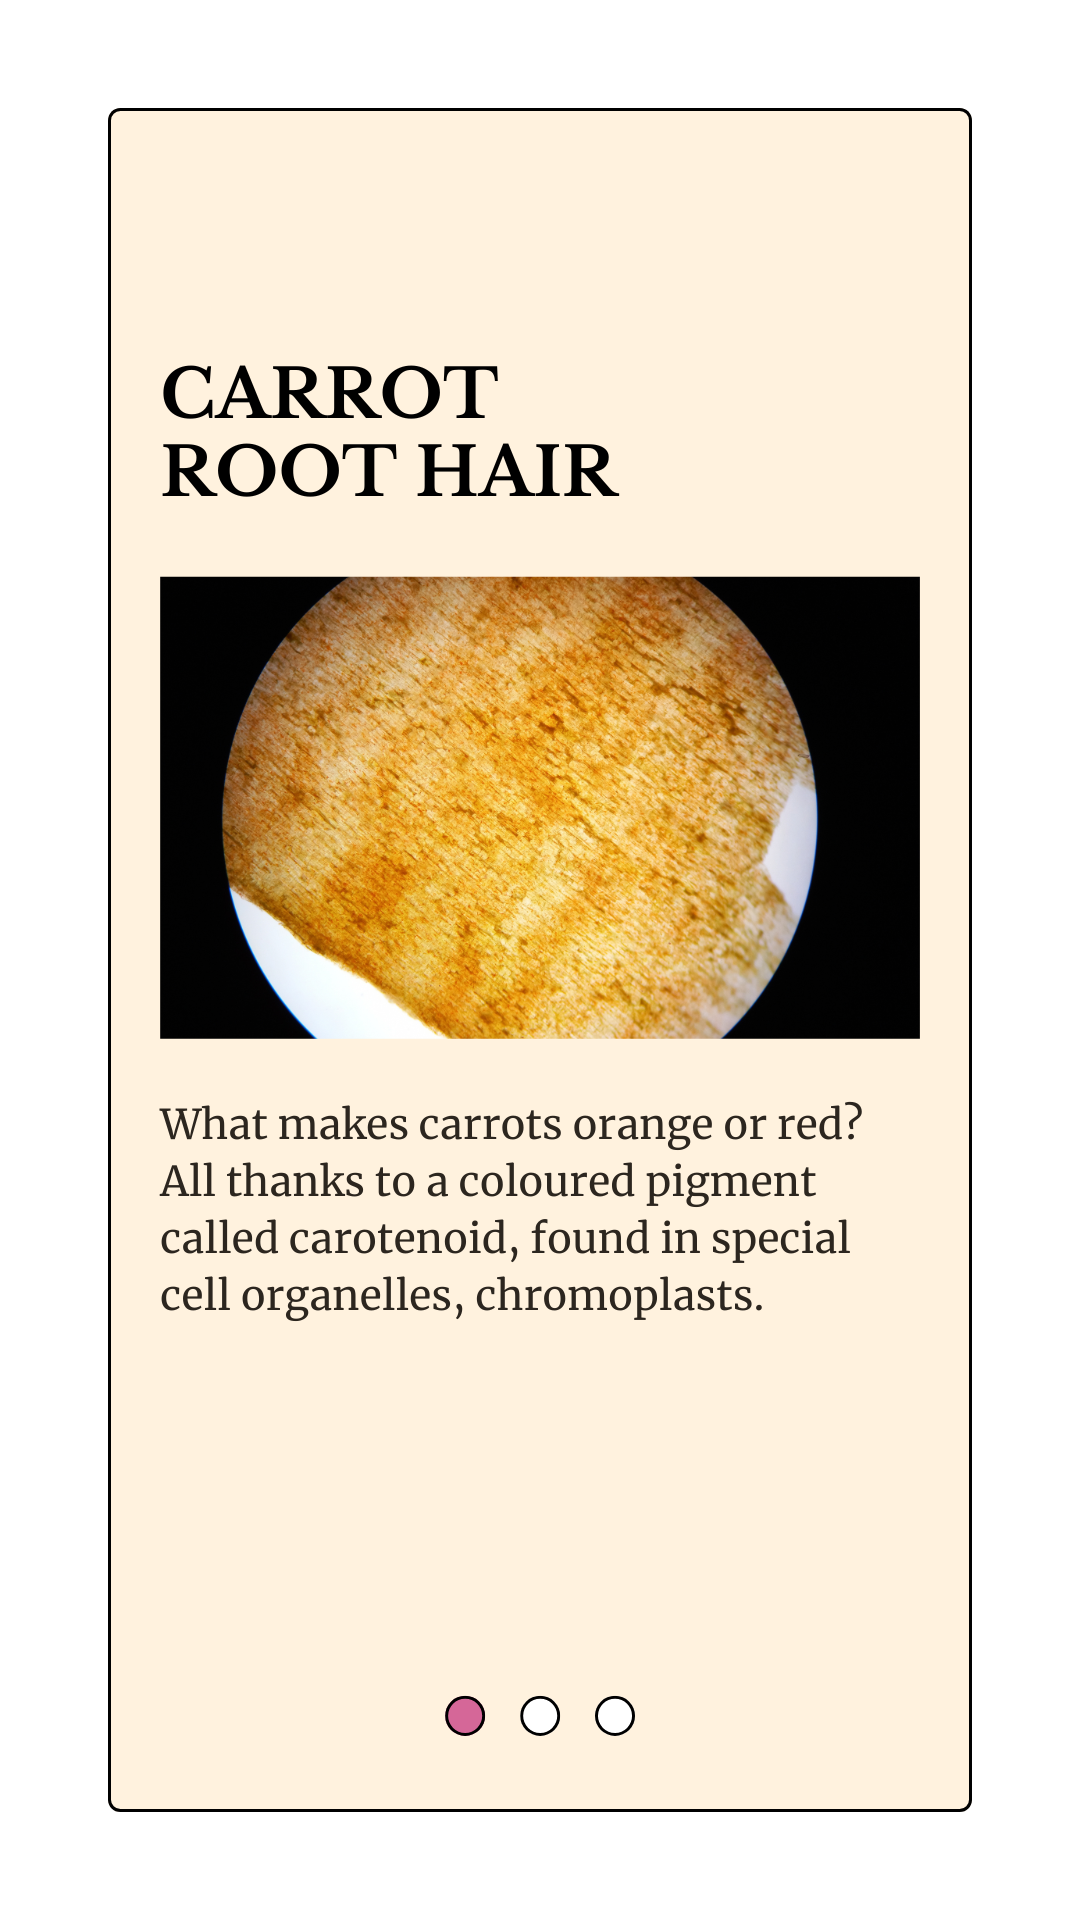 CARROT
ROOT HAIR
What makes carrots orange or red?
All thanks to a coloured pigment
called carotenoid, found in special
cell organelles, chromoplasts.